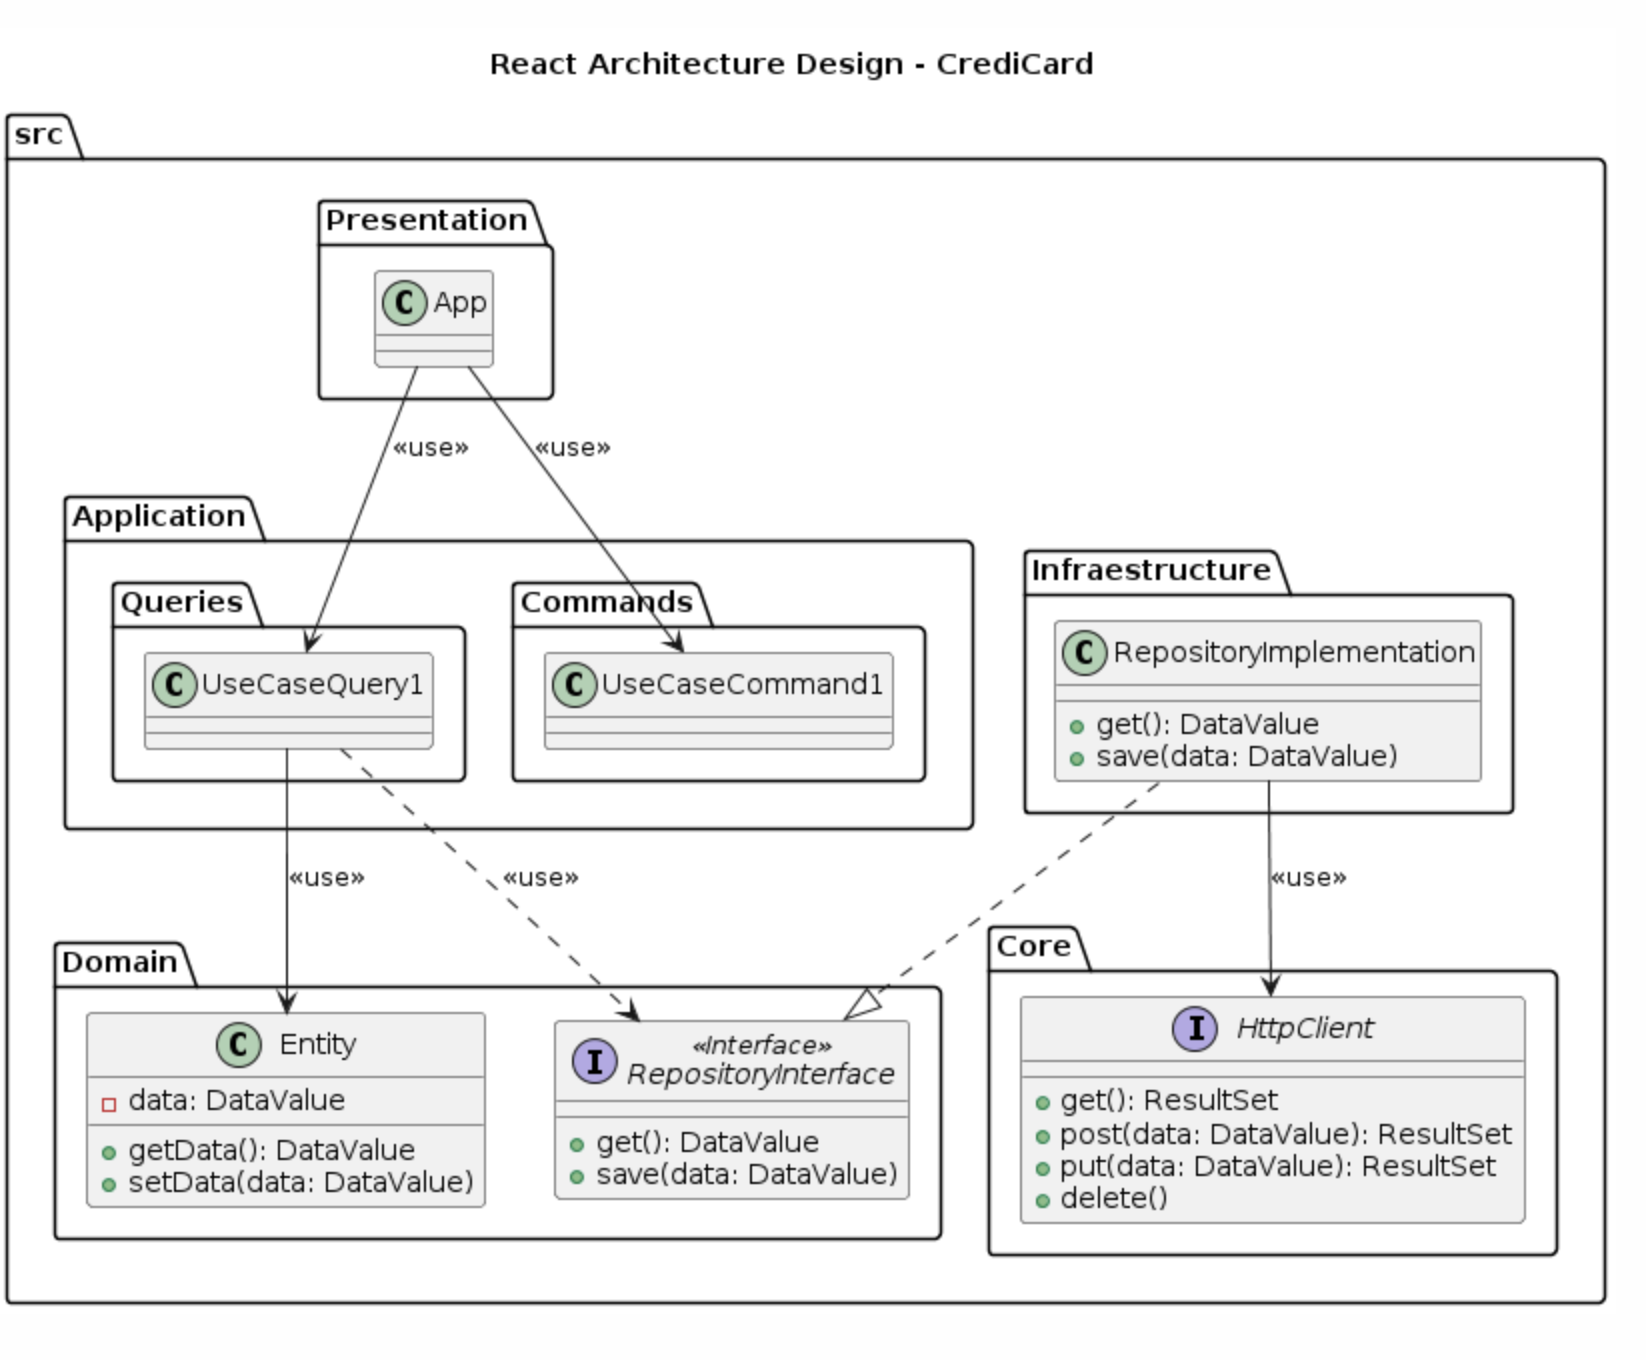 React Architecture Design - CrediCard
src
Presentation
C App
«use»
«use»
Application
Queries
C UseCaseQuery1
Commands
C UseCaseCommand1
Infraestructure
C RepositoryImplementation
get(): DataValue
save(data: DataValue)
«use»
«use»
«use»
Domain
C Entity
data: DataValue
getData(): DataValue
setData(data: DataValue)
«Interface»
I RepositoryInterface
get(): DataValue
save(data: DataValue)
Core
I HttpClient
get(): ResultSet
post(data: DataValue): ResultSet
put(data: DataValue): ResultSet
delete()